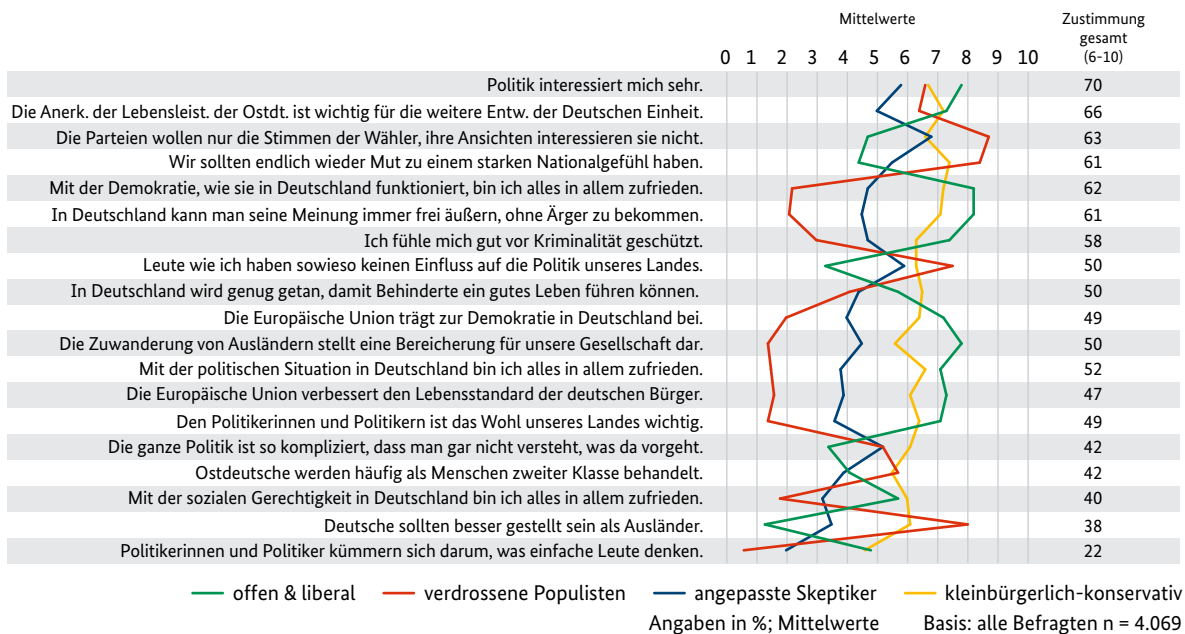 Mittelwerte Zustimmung
gesamt
0 1 2 3 4 5 6 7 8 9 10 (6-10)
Politik interessiert mich sehr. 70
Die Anerk. der Lebensleist. der Ostdt. ist wichtig für die weitere Entw. der Deutschen Einheit. 66
Die Parteien wollen nur die Stimmen der Wähler, ihre Ansichten interessieren sie nicht. 63
Wir sollten endlich wieder Mut zu einem starken Nationalgefühl haben. 61
Mit der Demokratie, wie sie in Deutschland funktioniert, bin ich alles in allem zufrieden. 62
In Deutschland kann man seine Meinung immer frei äußern, ohne Ärger zu bekommen. 61
Ich fühle mich gut vor Kriminalität geschützt. 58
Leute wie ich haben sowieso keinen Einfluss auf die Politik unseres Landes. 50
In Deutschland wird genug getan, damit Behinderte ein gutes Leben führen können. 50
Die Europäische Union trägt zur Demokratie in Deutschland bei. 49
Die Zuwanderung von Ausländern stellt eine Bereicherung für unsere Gesellschaft dar. 50
Mit der politischen Situation in Deutschland bin ich alles in allem zufrieden. 52
Die Europäische Union verbessert den Lebensstandard der deutschen Bürger. 47
Den Politikerinnen und Politikern ist das Wohl unseres Landes wichtig. 49
Die ganze Politik ist so kompliziert, dass man gar nicht versteht, was da vorgeht. 42
Ostdeutsche werden häufig als Menschen zweiter Klasse behandelt. 42
Mit der sozialen Gerechtigkeit in Deutschland bin ich alles in allem zufrieden. 40
Deutsche sollten besser gestellt sein als Ausländer. 38
Politikerinnen und Politiker kümmern sich darum, was einfache Leute denken. 22
offen & liberal verdrossene Populisten angepasste Skeptiker kleinbürgerlich-konservativ
Angaben in %; Mittelwerte Basis: alle Befragten n = 4.069